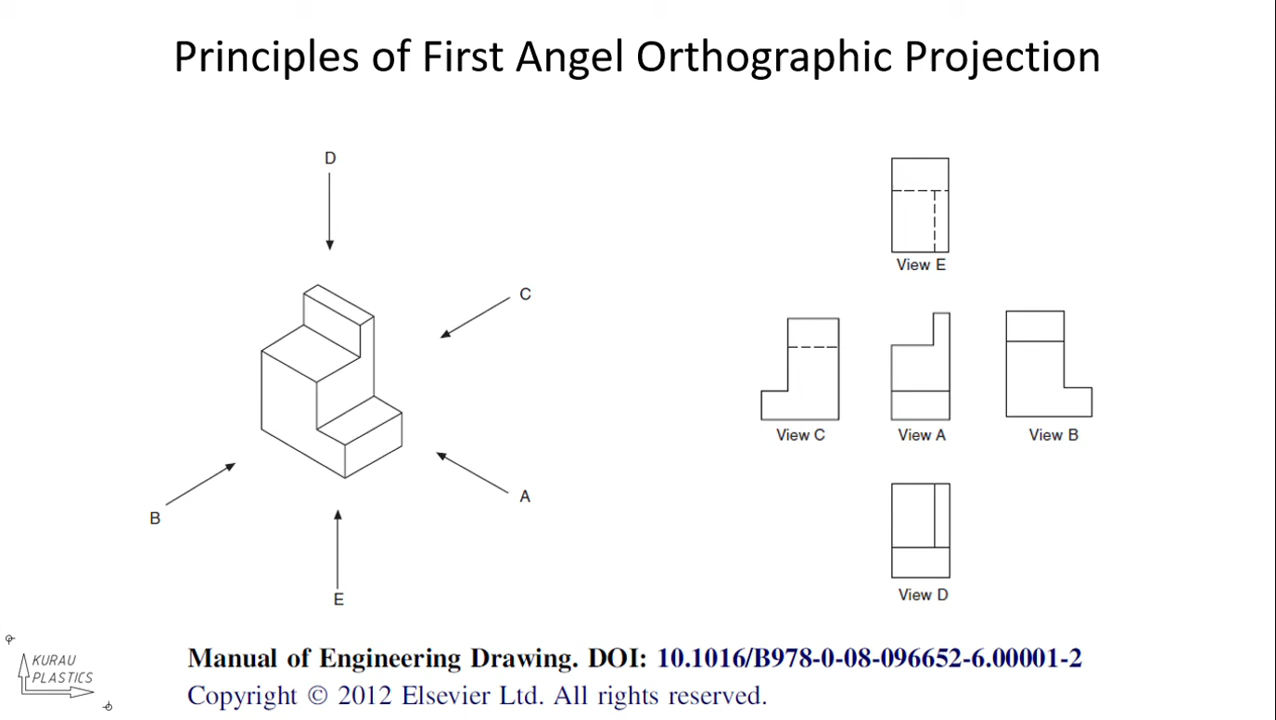 Principles of First Angel Orthographic Projection
D
C
B
A
E
View E
View C
View A
View B
View D
KURAU
PLASTICS
Manual of Engineering Drawing. DOI: 10.1016/B978-0-08-096652-6.00001-2
Copyright © 2012 Elsevier Ltd. All rights reserved.